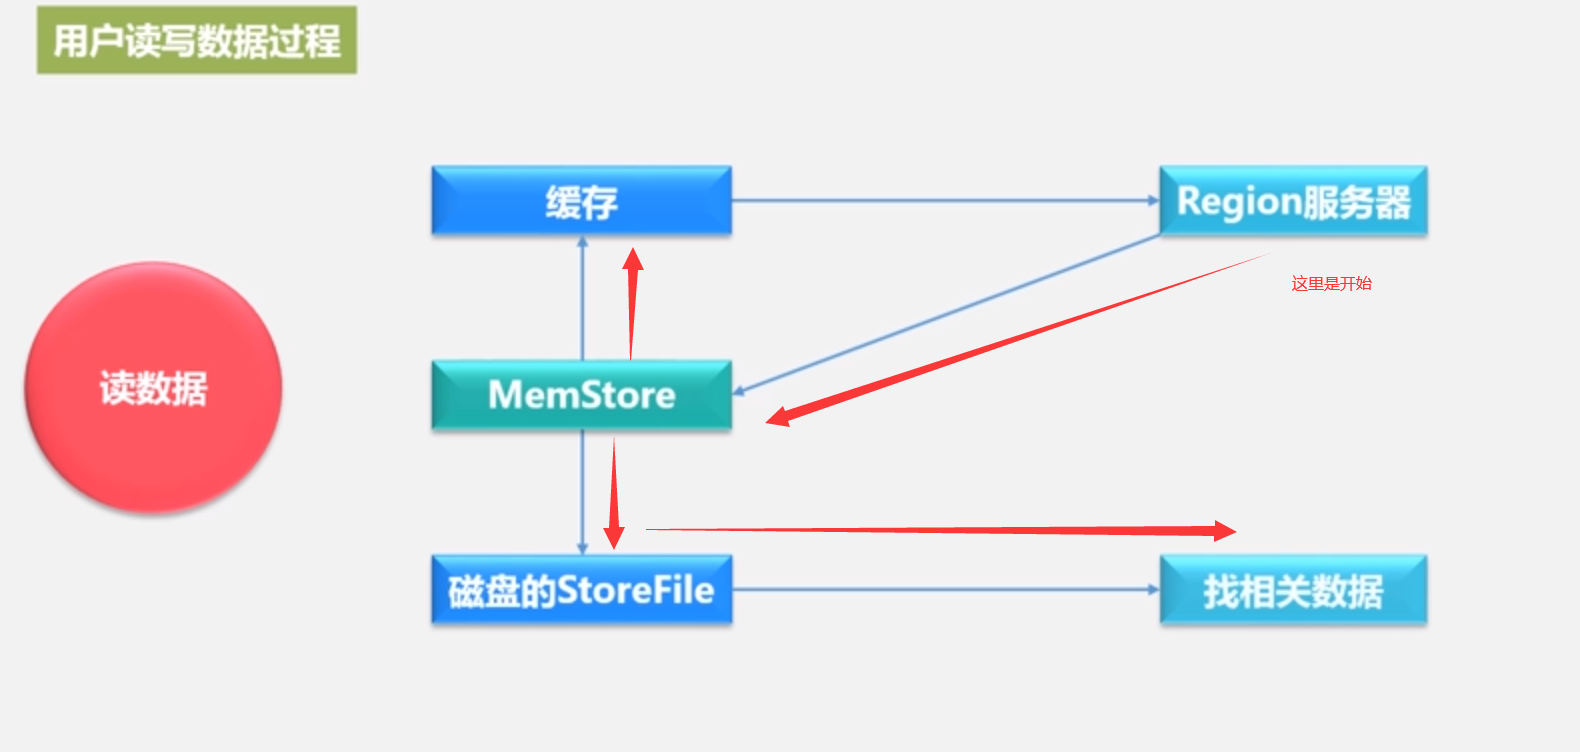 用户读写数据过程
缓存
Region服务器
这里是开始
读数据
MemStore
磁盘的StoreFile
找相关数据